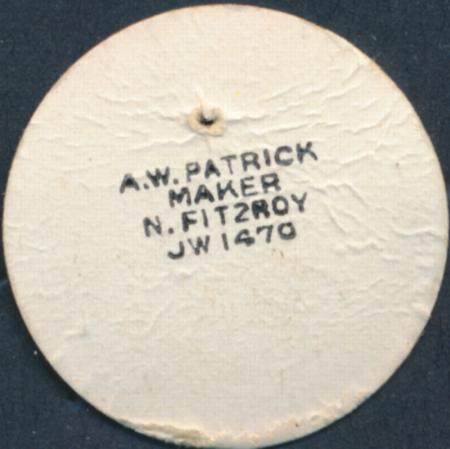 A.W. PATRICK
MAKER
N. FITZROY
JW 1470